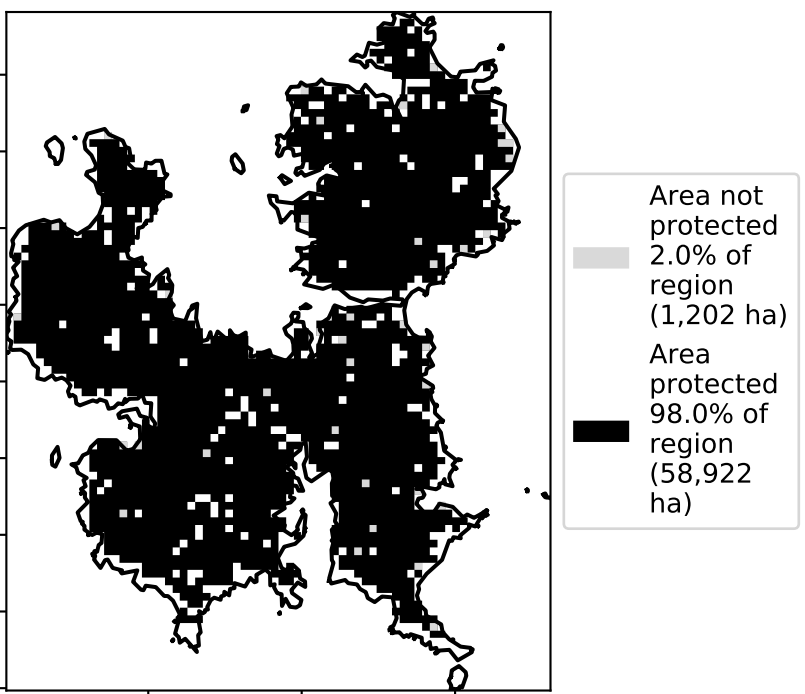 Area not
protected
2.0% of
region
(1,202 ha)
Area
protected
98.0% of
region
(58,922
ha)